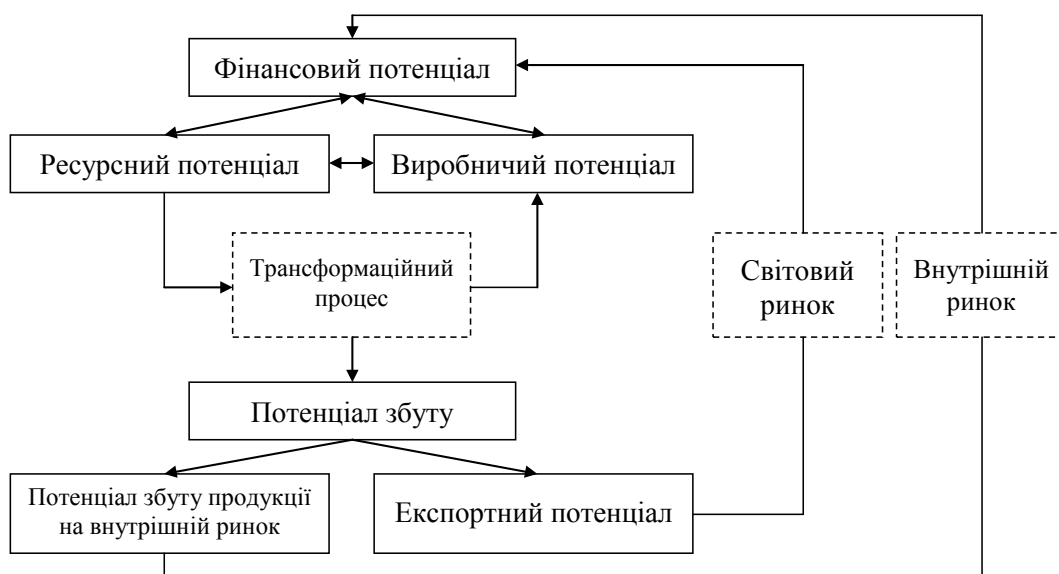 Фінансовий потенціал
Ресурсний потенціал
Виробничий потенціал
Трансформаційний
процес
Світовий
ринок
Внутрішній
ринок
Потенціал збуту
Потенціал збуту продукції
на внутрішній ринок
Експортний потенціал